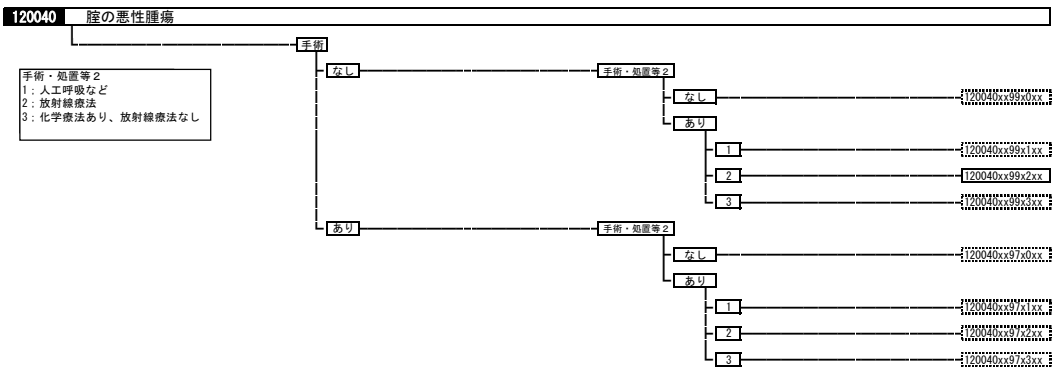 120040 腟の悪性腫瘍
手術
手術・処置等２
1；人工呼吸など
2；放射線療法
3；化学療法あり、放射線療法なし
なし
手術・処置等２
なし
120040xx99x0xx
あり
1
120040xx99x1xx
2
120040xx99x2xx
3
120040xx99x3xx
あり
手術・処置等２
なし
120040xx97x0xx
あり
1
120040xx97x1xx
2
120040xx97x2xx
3
120040xx97x3xx